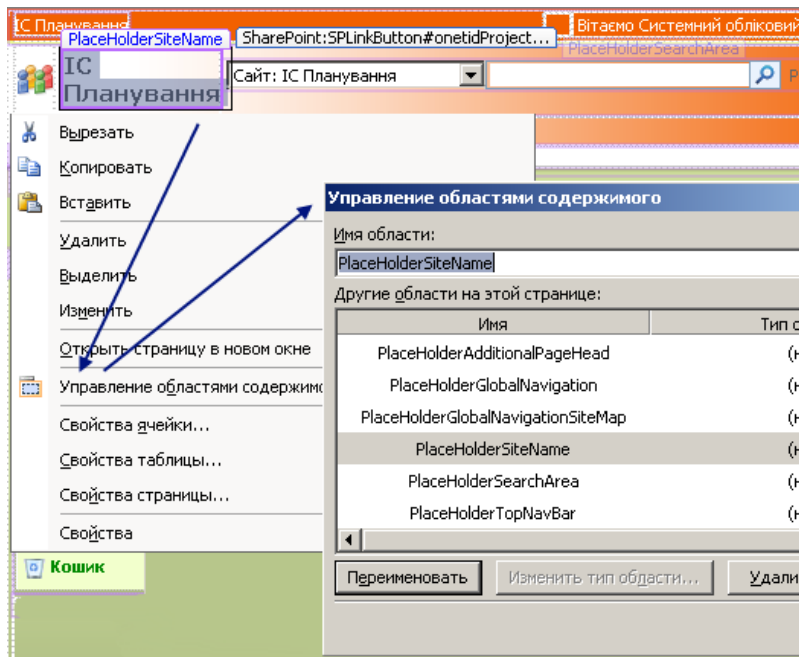 ІС Планування
Вітаємо Системний обліковий
PlaceHolderSiteName
SharePoint:SPLinkButton#onetidProject...
PlaceHolderSearchArea
ІС
Планування
Сайт: ІС Планування
Вырезать
Копировать
Вставить
Удалить
Выделить
Изменить
Открыть страницу в новом окне
Управление областями содержимо
Свойства ячейки...
Свойства таблицы...
Свойства страницы...
Свойства
Кошик
Управление областями содержимого
Имя области:
PlaceHolderSiteName
Другие области на этой странице:
Имя
Тип с
PlaceHolderAdditionalPageHead
(н
PlaceHolderGlobalNavigation
(н
PlaceHolderGlobalNavigationSiteMap
(н
PlaceHolderSiteName
(н
PlaceHolderSearchArea
(н
PlaceHolderTopNavBar
(н
Переименовать
Изменить тип области...
Удали